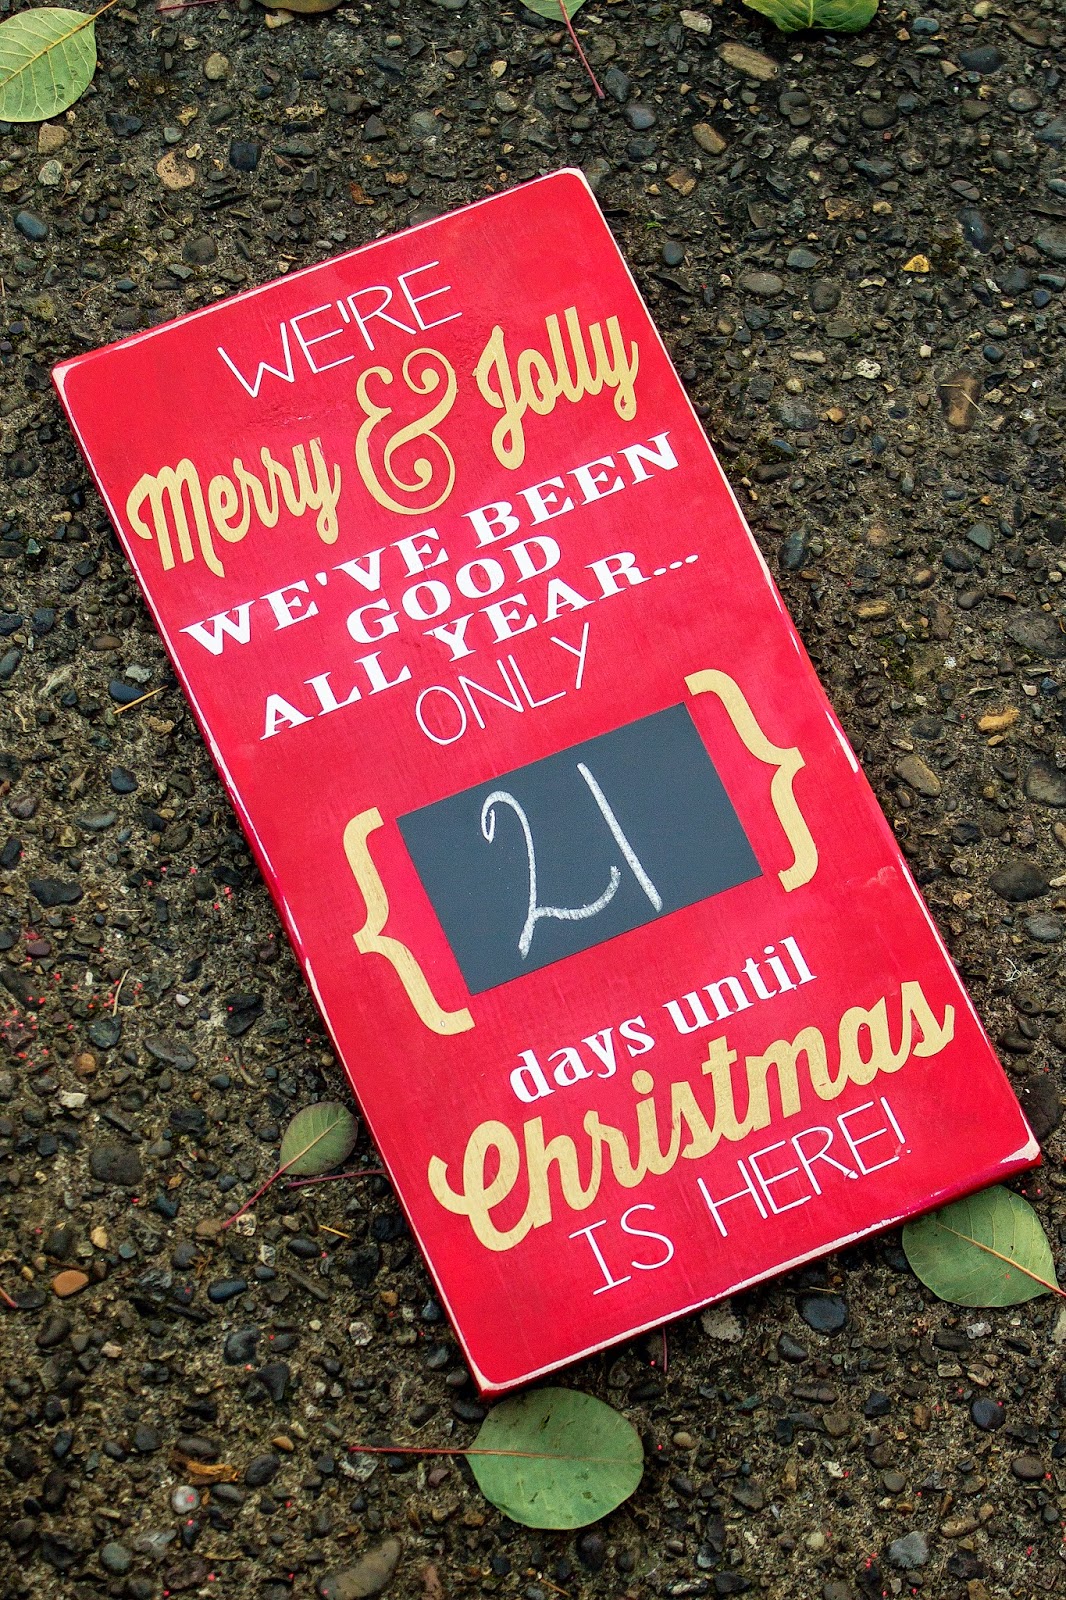 WE'RE
Merry & Jolly
WE'VE BEEN
GOOD
ALL YEAR...
ONLY
{ 21 }
days until
Christmas
IS HERE!